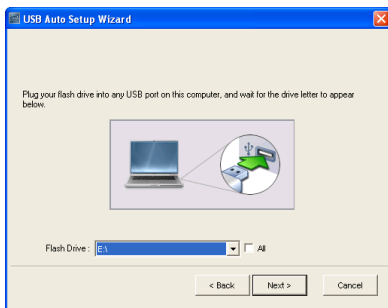 USB Auto Setup Wizard
Plug your flash drive into any USB port on this computer, and wait for the drive letter to appear
below.
Flash Drive : E:\ All
< Back Next > Cancel